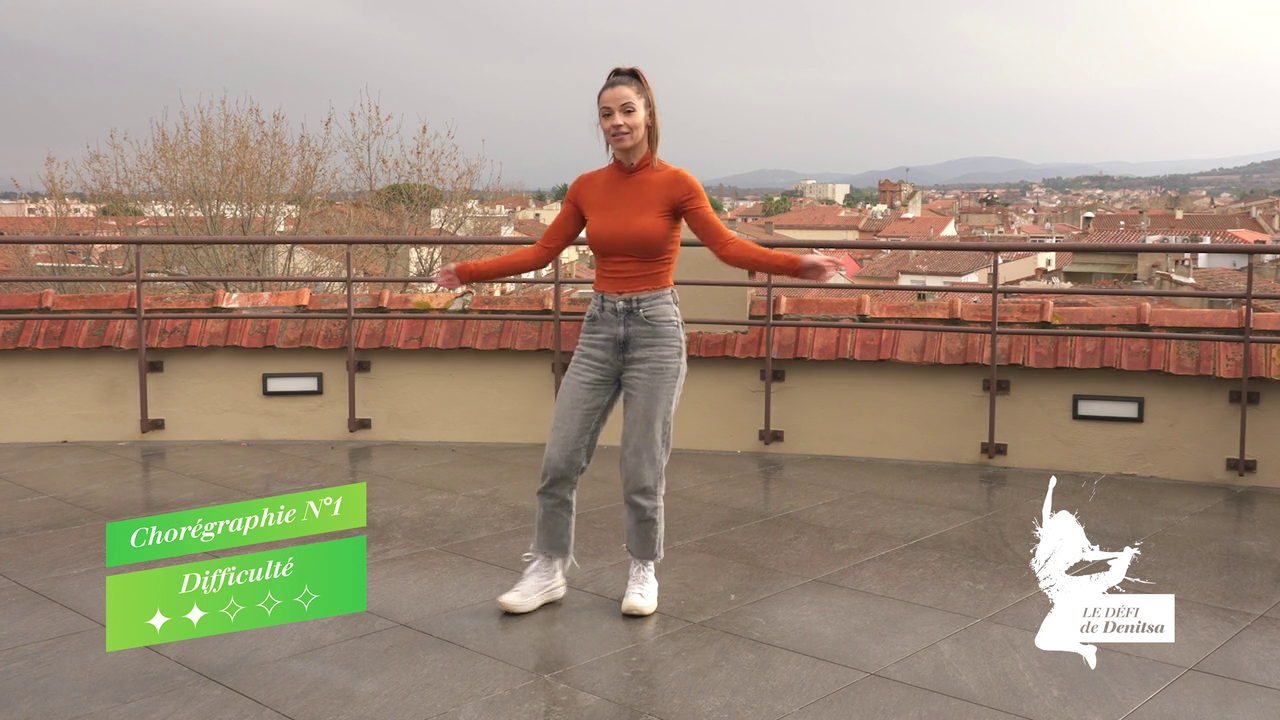 Chorégraphie N°1
Difficulté
LE DÉFI
de Denitsa